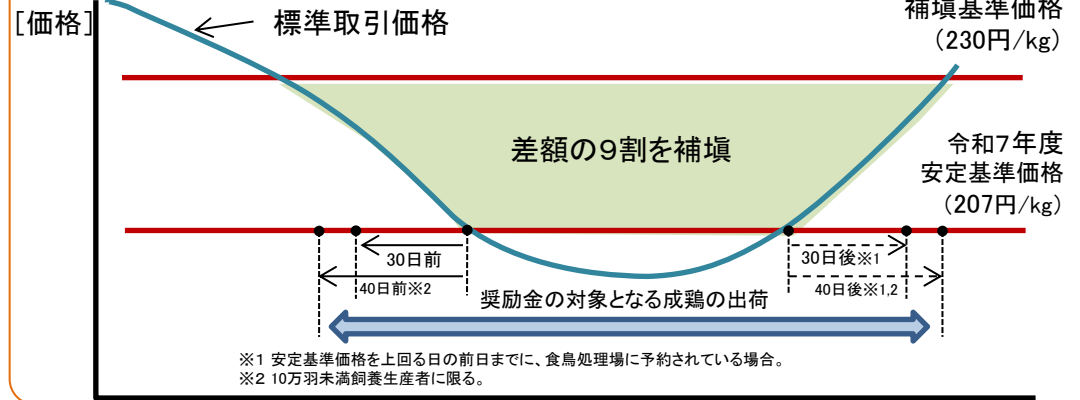 [価格]
標準取引価格
補塡基準価格
(230円/kg)
差額の9割を補塡
令和7年度
安定基準価格
(207円/kg)
30日前
30日後※1
40日前※2
40日後※1,2
奨励金の対象となる成鶏の出荷
※1 安定基準価格を上回る日の前日までに、食鳥処理場に予約されている場合。
※2 10万羽未満飼養生産者に限る。